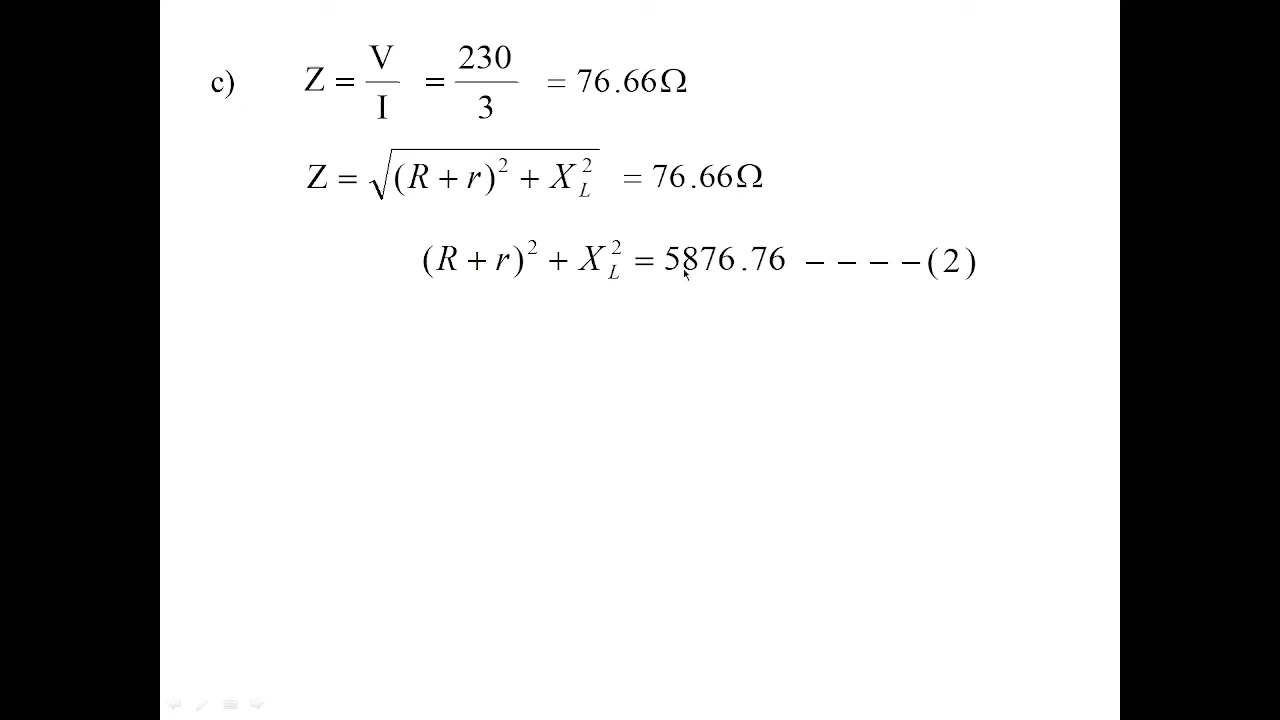 c) Z = V/I = 230/3 = 76.66Ω
Z = √((R + r)² + X_L²) = 76.66Ω
(R + r)² + X_L² = 5876.76 − − − − (2)